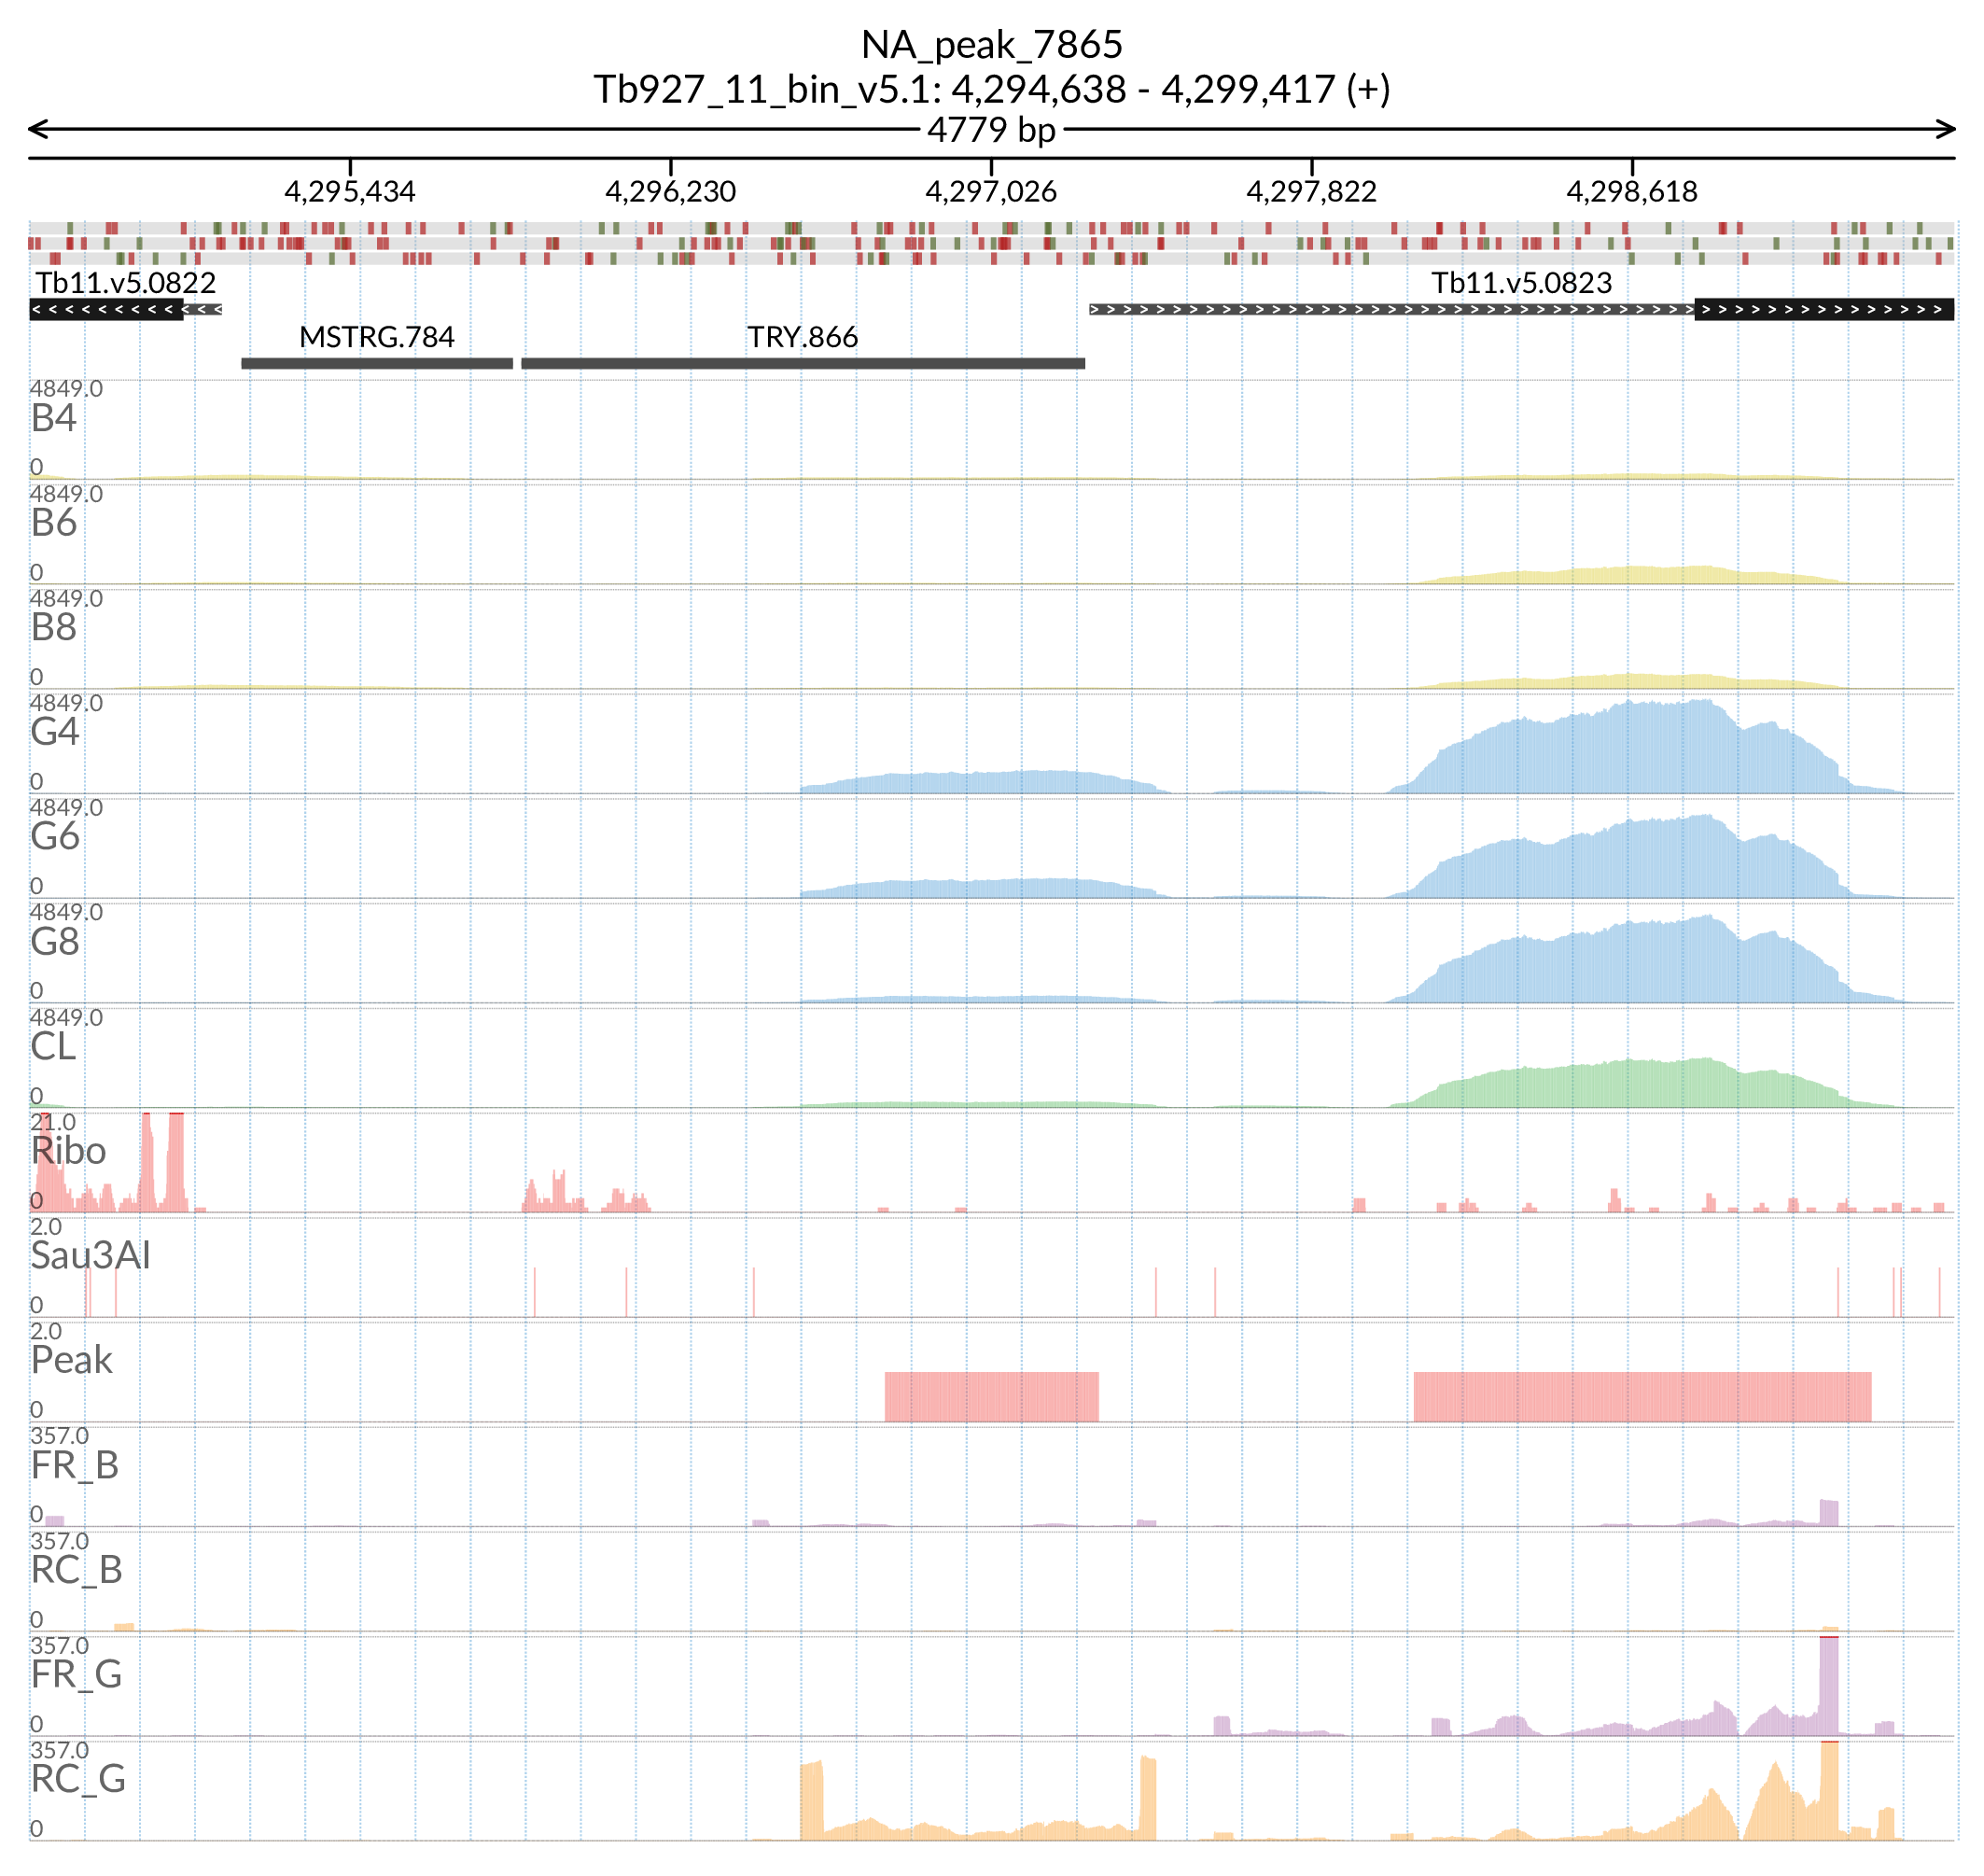 NA_peak_7865
Tb927_11_bin_v5.1: 4,294,638 - 4,299,417 (+)
4779 bp
4,295,434 4,296,230 4,297,026 4,297,822 4,298,618
Tb11.v5.0822 Tb11.v5.0823
MSTRG.784 TRY.866
4849.0
B4
0
4849.0
B6
0
4849.0
B8
0
4849.0
G4
0
4849.0
G6
0
4849.0
G8
0
4849.0
CL
0
21.0
Ribo
0
2.0
Sau3AI
0
2.0
Peak
0
357.0
FR_B
0
357.0
RC_B
0
357.0
FR_G
0
357.0
RC_G
0